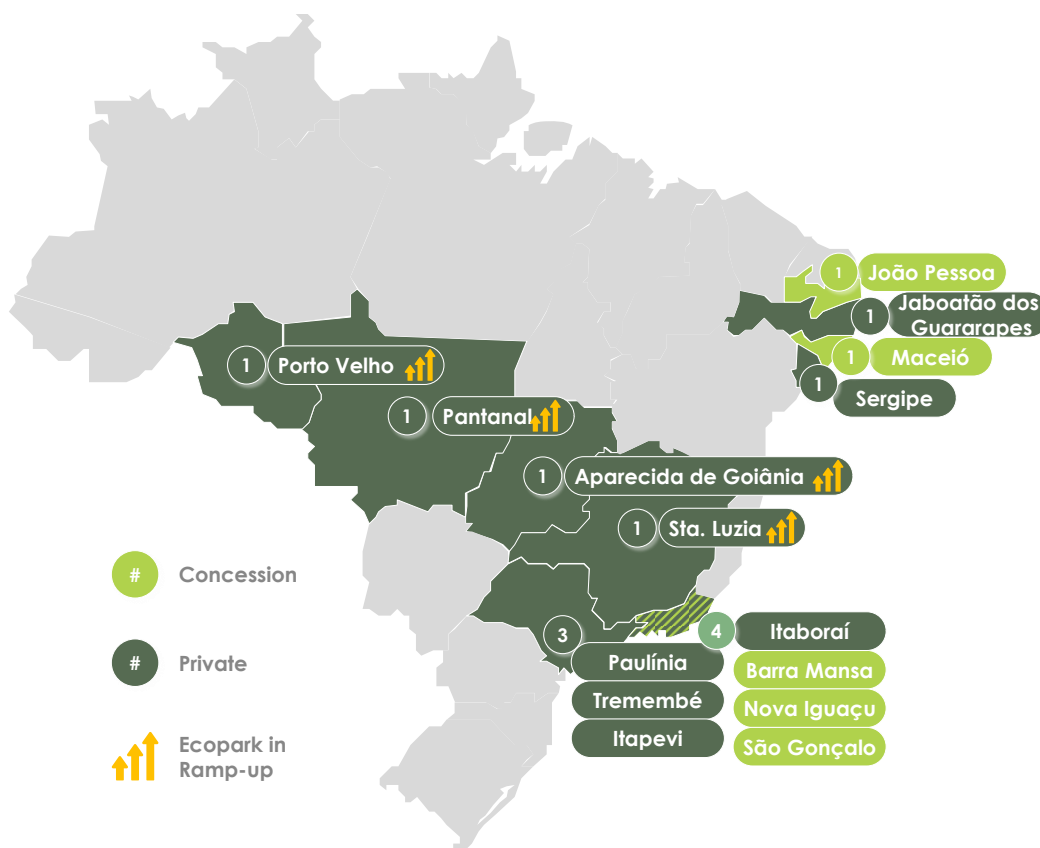 1 João Pessoa
1 Jaboatão dos
Guararapes
1 Maceió
1 Sergipe
1 Porto Velho
1 Pantanal
1 Aparecida de Goiânia
1 Sta. Luzia
# Concession
# Private
Ecopark in
Ramp-up
3
Paulínia
Tremembé
Itapevi
4 Itaboraí
Barra Mansa
Nova Iguaçu
São Gonçalo